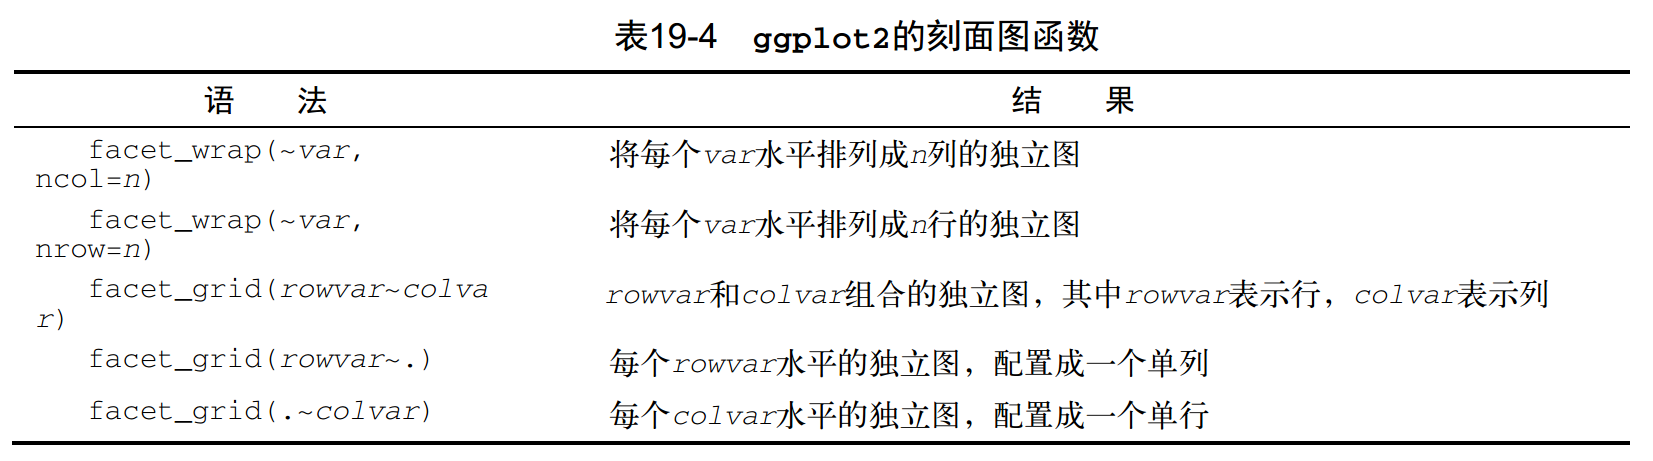 表19-4 ggplot2的刻面图函数
语 法 结 果
facet_wrap(~var, 将每个var水平排列成n列的独立图
ncol=n)
facet_wrap(~var, 将每个var水平排列成n行的独立图
nrow=n)
facet_grid(rowvar~colva rowvar和colvar组合的独立图，其中rowvar表示行，colvar表示列
r)
facet_grid(rowvar~.) 每个rowvar水平的独立图，配置成一个单列
facet_grid(.~colvar) 每个colvar水平的独立图，配置成一个单行